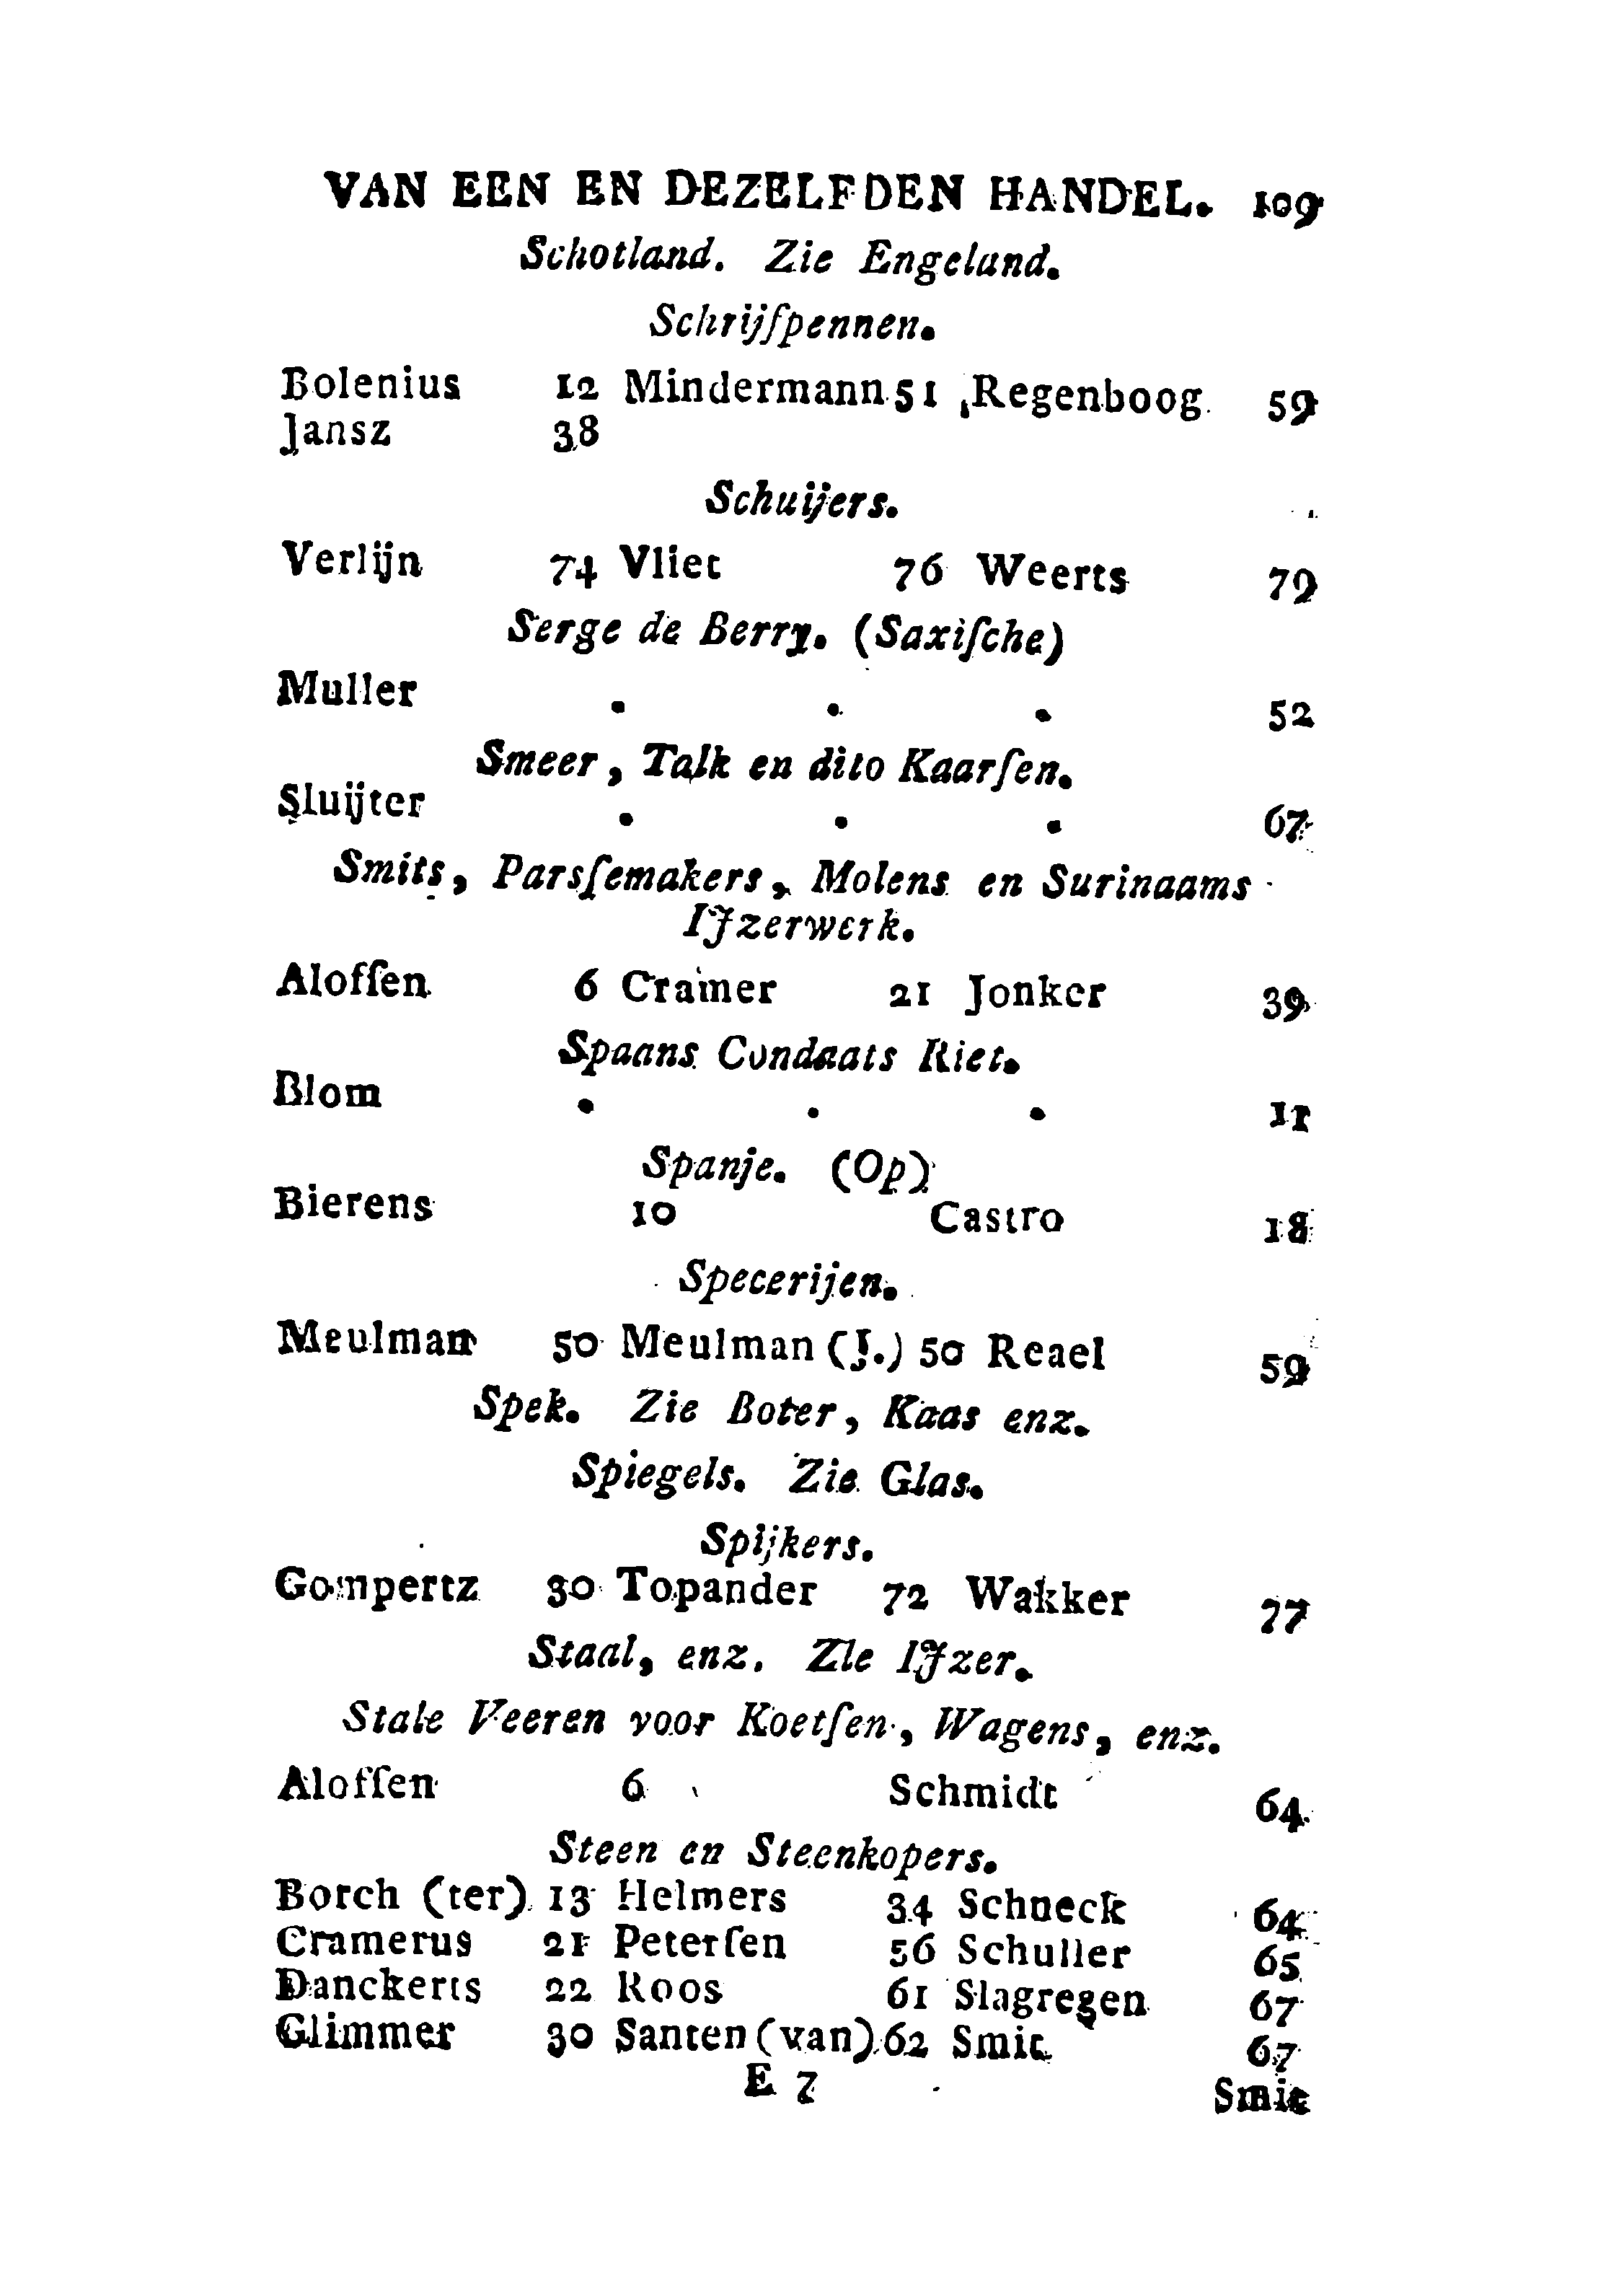 VAN EEN EN DEZELFDEN HANDEL. 109
Schotland. Zie Engeland.
Schrijfpennen.
Bolenius 12 Mindermann 51 Regenboog 59
Jansz 38
Schuijers.
Verlijn 74 Vliet 76 Weerts 79
Serge de Berry. (Saxiſche)
Muller . . . 52
Smeer, Talk en dito Kaarſen.
Sluijter . . . 67
Smits, Parsſemakers, Molens en Surinaams
IJzerwerk.
Aloſſen 6 Cramer 21 Jonker 39
Spaans Condaats Riet.
Blom . . . 11
Spanje. (Op)
Bierens 10 Castro 18
Specerijen.
Meulman 50 Meulman (J.) 50 Reael 59
Spek. Zie Boter, Kaas enz.
Spiegels. Zie Glas.
Spijkers.
Gompertz 30 Topander 72 Wakker 77
Staal, enz. Zie IJzer.
Stale Veeren voor Koetſen, Wagens, enz.
Aloſſen 6 Schmidt 64
Steen en Steenkopers.
Borch (ter) 13 Helmers 34 Schneck 64
Cramerus 21 Peterſen 56 Schuller 65
Danckerts 22 Roos 61 Slagregen 67
Glimmer 30 Santen (van) 62 Smit 67
E 7 Smit